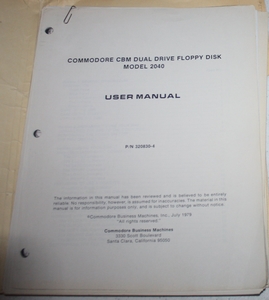 COMMODORE CBM DUAL DRIVE FLOPPY DISK
MODEL 2040
USER MANUAL
P/N 320839-4
The information in this manual has been reviewed and is believed to be entirely
reliable. No responsibility, however, is assumed for inaccuracies. The material in this
manual is for information purposes only, and is subject to change without notice.
©Commodore Business Machines, Inc., July 1979
"All rights reserved."
Commodore Business Machines
3330 Scott Boulevard
Santa Clara, California 95050